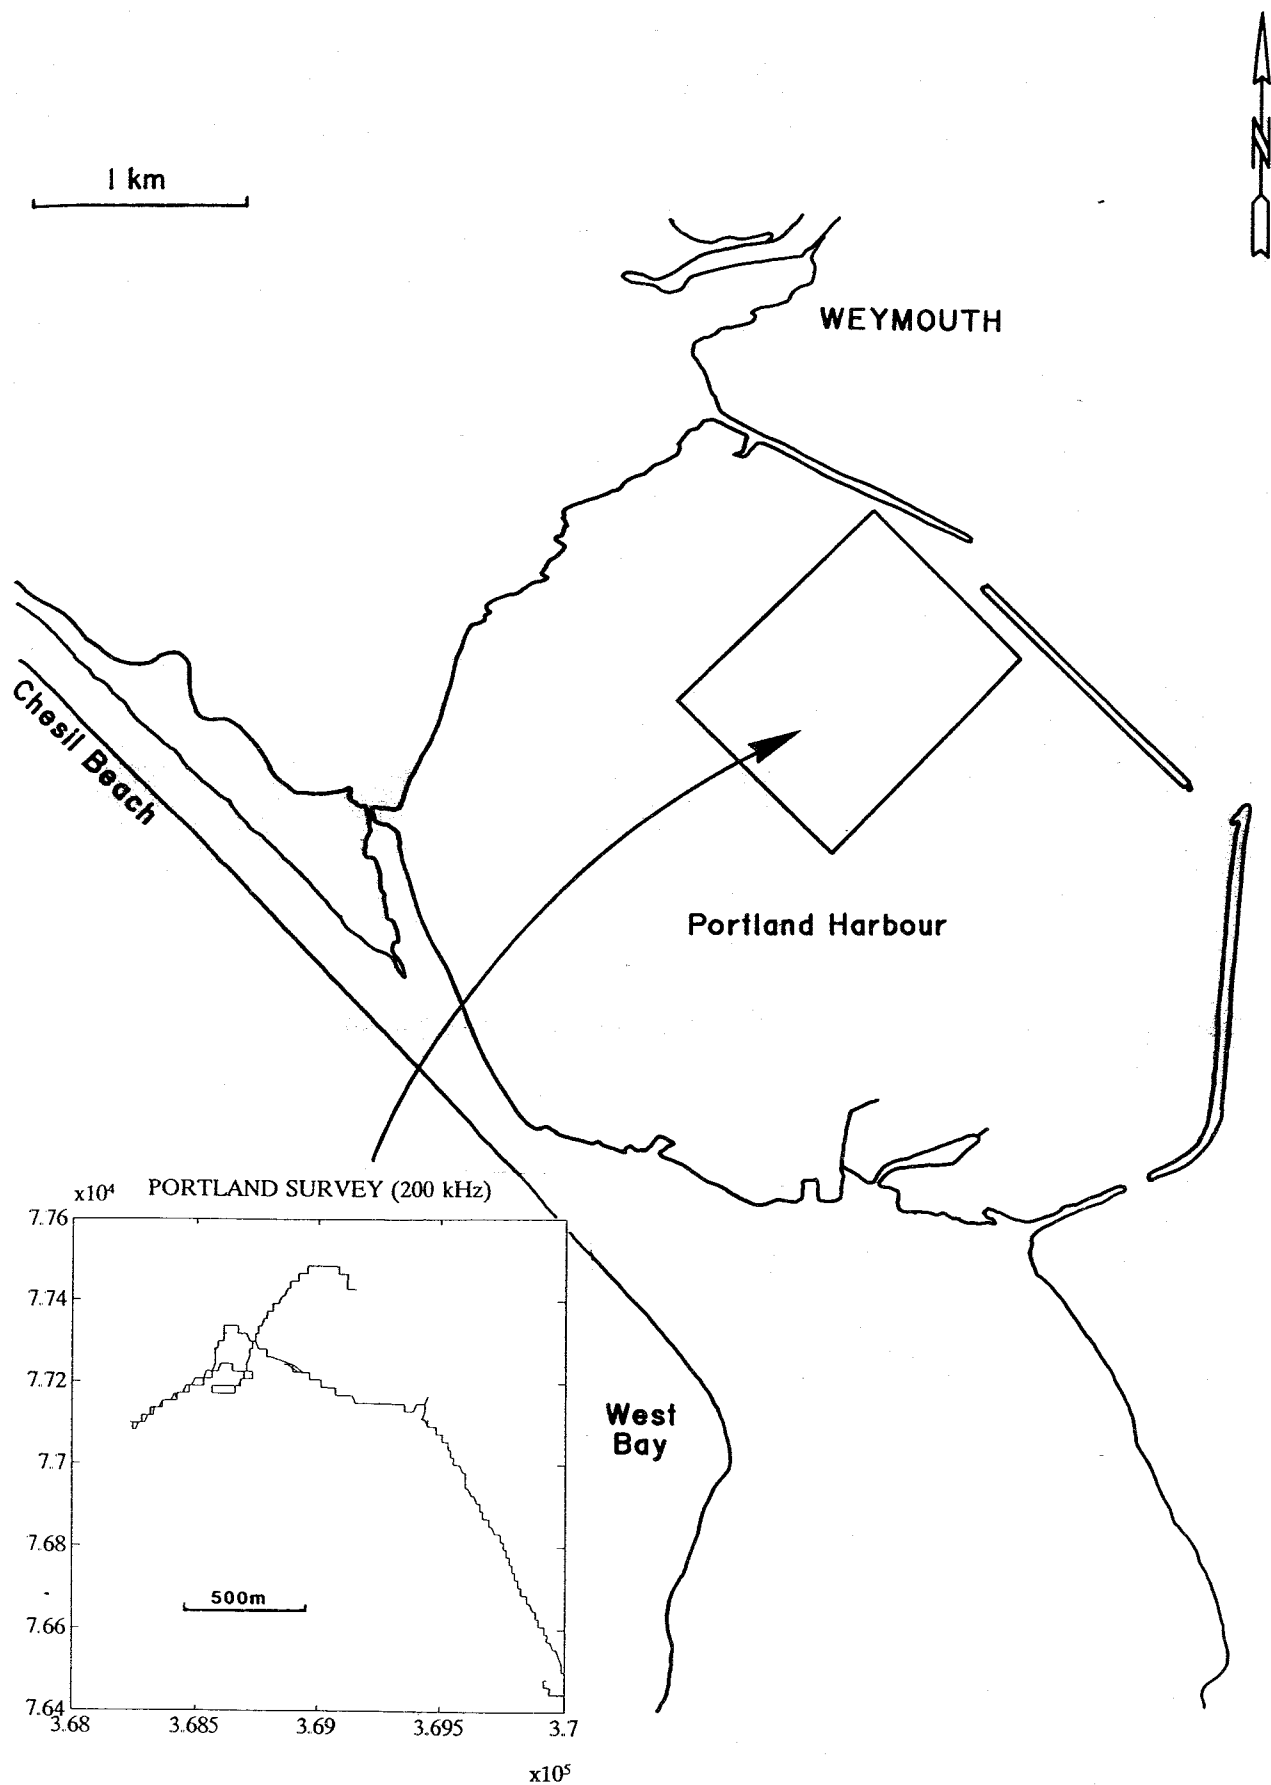 N
1 km
WEYMOUTH
Chesil Beach
Portland Harbour
x10⁴ PORTLAND SURVEY (200 kHz)
7.76
7.74
7.72
7.7
7.68
7.66
7.64
500m
3.68 3.685 3.69 3.695 3.7
x10⁵
West
Bay